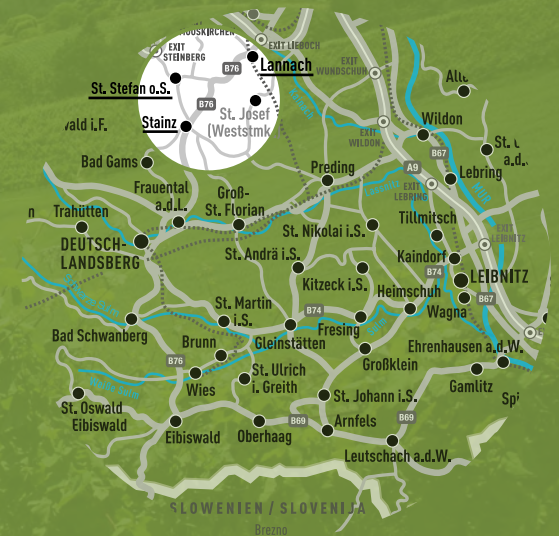 EXIT
STEINBERG
EXIT LIEBOCH
B76
Lannach
EXIT
WUNDSCHUH
St. Stefan o.S.
B76
St. Josef
(Weststmk
Stainz
EXIT
WILDON
Wildon
B67
Bad Gams
Preding
A9
Lebring
EXIT
LEBRING
Frauental
a.d.L.
Groß-
St. Florian
Trahütten
Tillmitsch
St. Nikolai i.S.
EXIT
LEIBNITZ
DEUTSCH-
LANDSBERG
St. Andrä i.S.
Kaindorf
Kitzeck i.S.
B74
LEIBNITZ
Heimschuh
B67
St. Martin
i.S.
B74
Wagna
Fresing
Bad Schwanberg
Brunn
Gleinstätten
Ehrenhausen a.d.W.
B76
Großklein
St. Ulrich
i. Greith
Wies
Gamlitz
St. Johann i.S.
St. Oswald
Eibiswald
B69
Arnfels
B69
Eibiswald
Oberhaag
Leutschach a.d.W.
SLOWENIEN / SLOVENIJA
Brezno